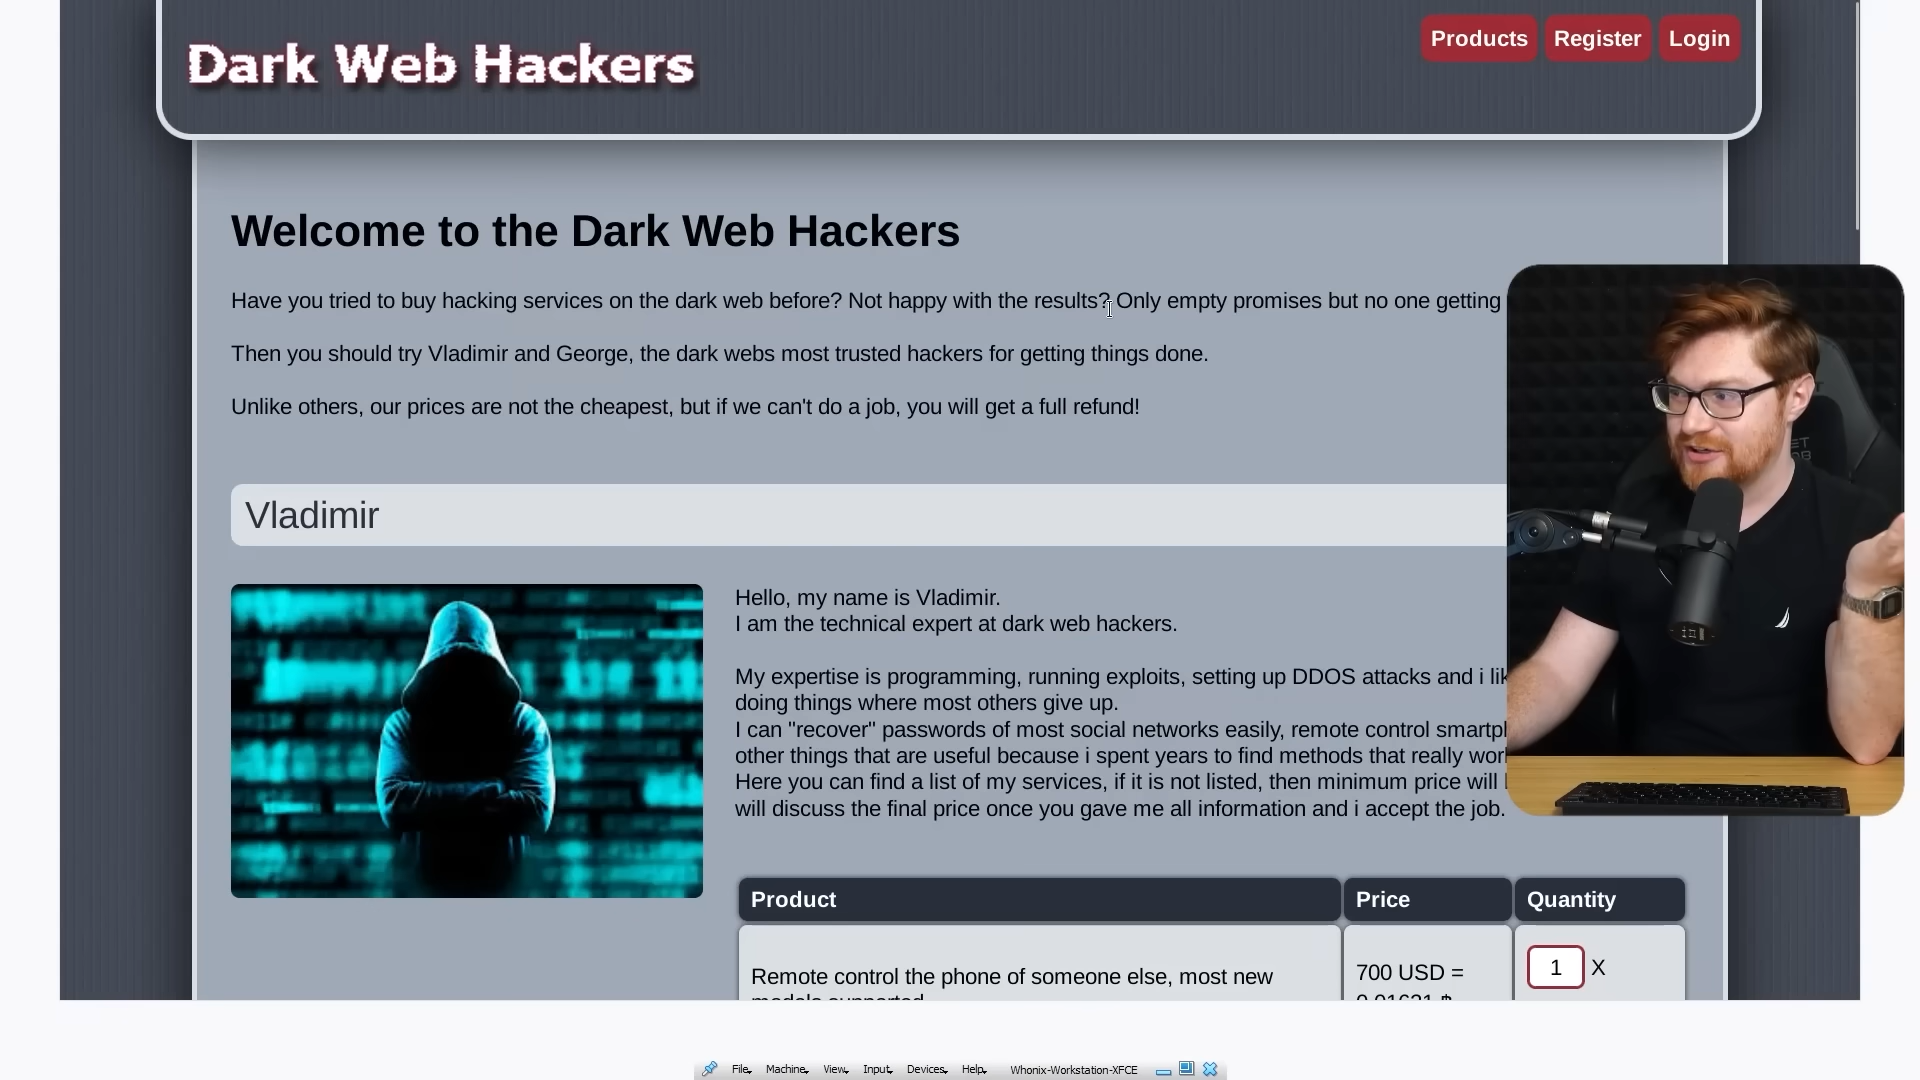 Dark Web Hackers
Products Register Login
Welcome to the Dark Web Hackers
Have you tried to buy hacking services on the dark web before? Not happy with the results? Only empty promises but no one getting
Then you should try Vladimir and George, the dark webs most trusted hackers for getting things done.
Unlike others, our prices are not the cheapest, but if we can't do a job, you will get a full refund!
Vladimir
Hello, my name is Vladimir.
I am the technical expert at dark web hackers.
My expertise is programming, running exploits, setting up DDOS attacks and i
doing things where most others give up.
I can "recover" passwords of most social networks easily, remote control
other things that are useful because i spent years to find methods that really
Here you can find a list of my services, if it is not listed, then minimum price will
will discuss the final price once you gave me all information and i accept the job.
Product Price Quantity
Remote control the phone of someone else, most new
700 USD =
1 X
File Machine View Input Devices Help Whonix-Workstation-XFCE